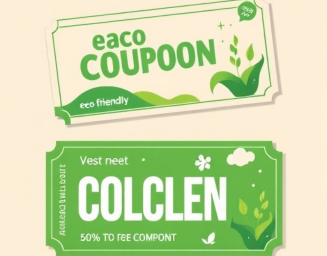 eaco
COUPOON
eco friendly
Vest neet
COLCLEN
50% TO FEE COMPONT